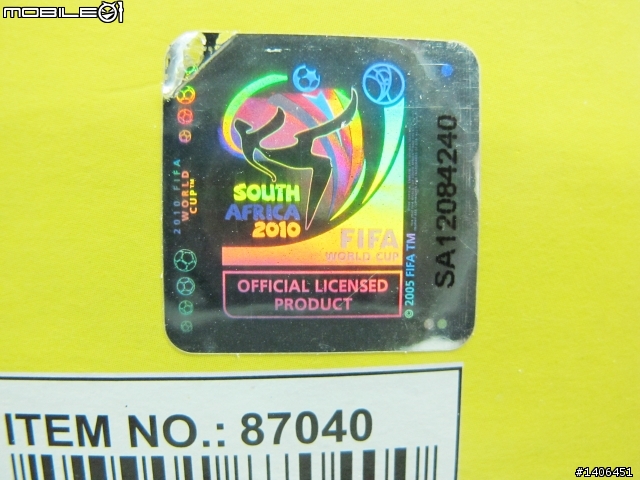 MOBILE01
2010 FIFA
WORLD
CUP™
SOUTH
AFRICA
2010
FIFA
WORLD CUP
OFFICIAL LICENSED
PRODUCT
© 2005 FIFA TM
SA12084240
ITEM NO.: 87040
#1406451